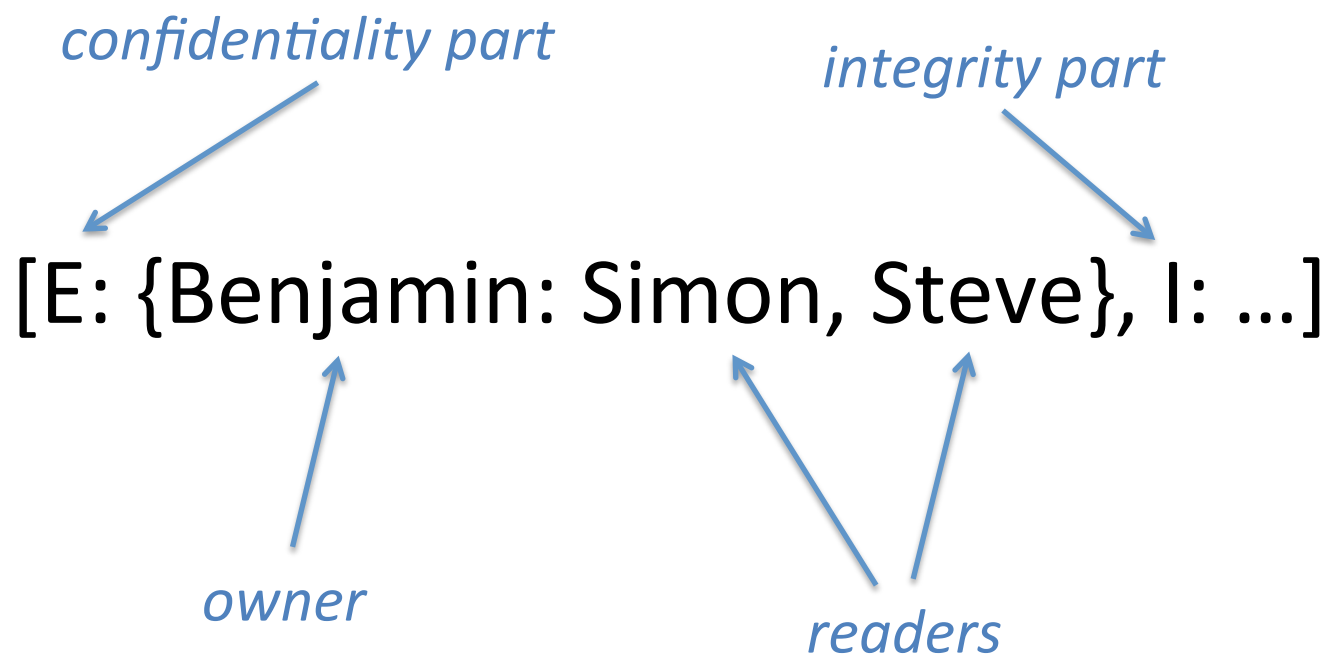 confidentiality part
integrity part
[E: {Benjamin: Simon, Steve}, I: ...]
owner
readers